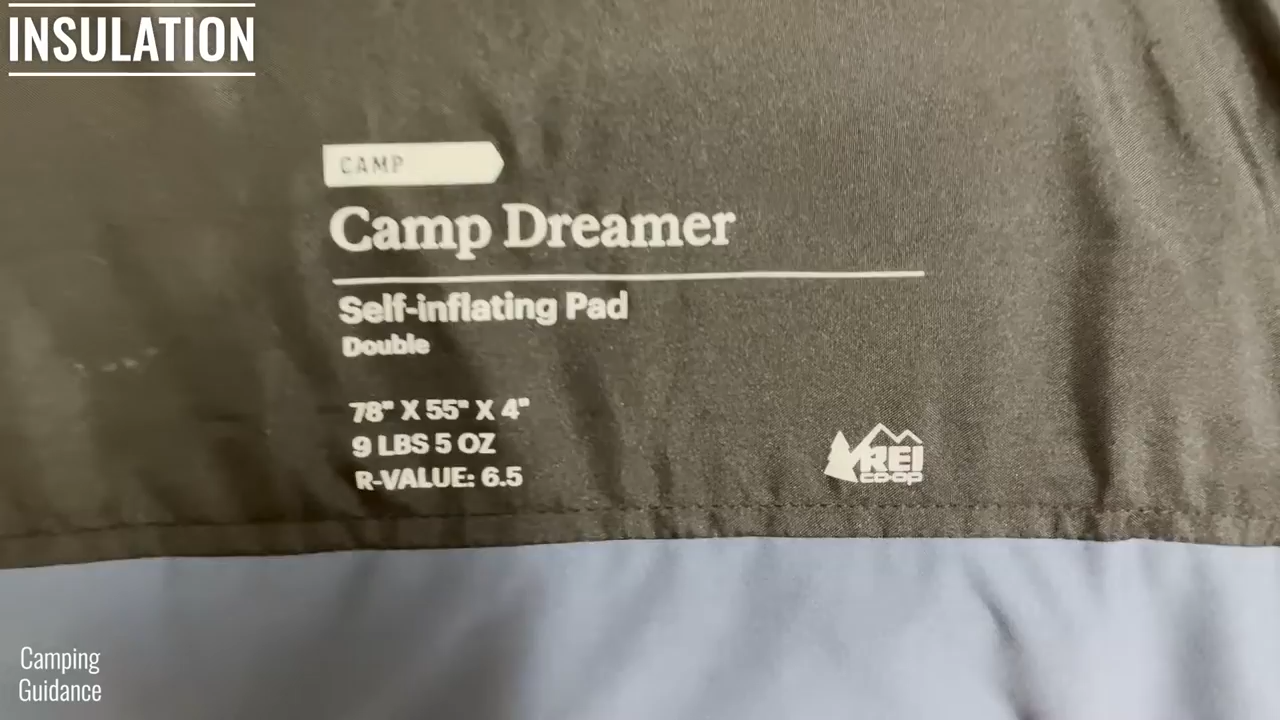 INSULATION
CAMP
Camp Dreamer
Self-inflating Pad
Double
78" X 55" X 4"
9 LBS 5 OZ
R-VALUE: 6.5
REI
co-op
Camping
Guidance